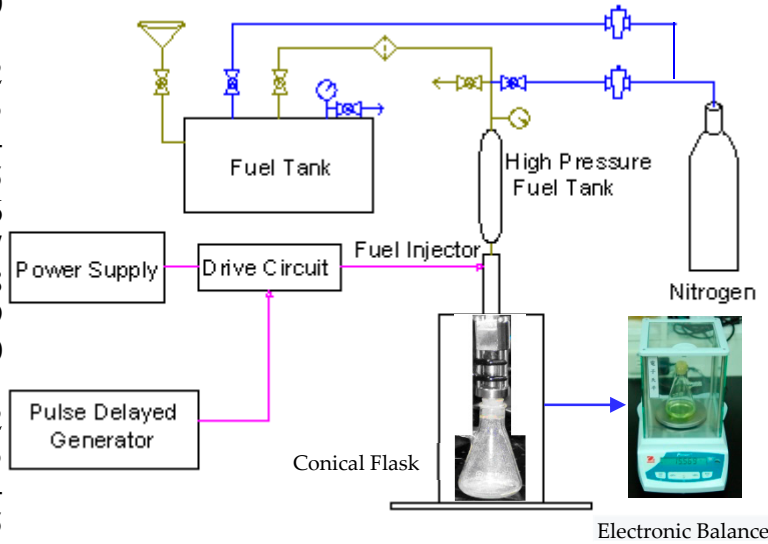 Fuel Tank
High Pressure
Fuel Tank
Nitrogen
Fuel Injector
Power Supply
Drive Circuit
Pulse Delayed
Generator
Conical Flask
Electronic Balance